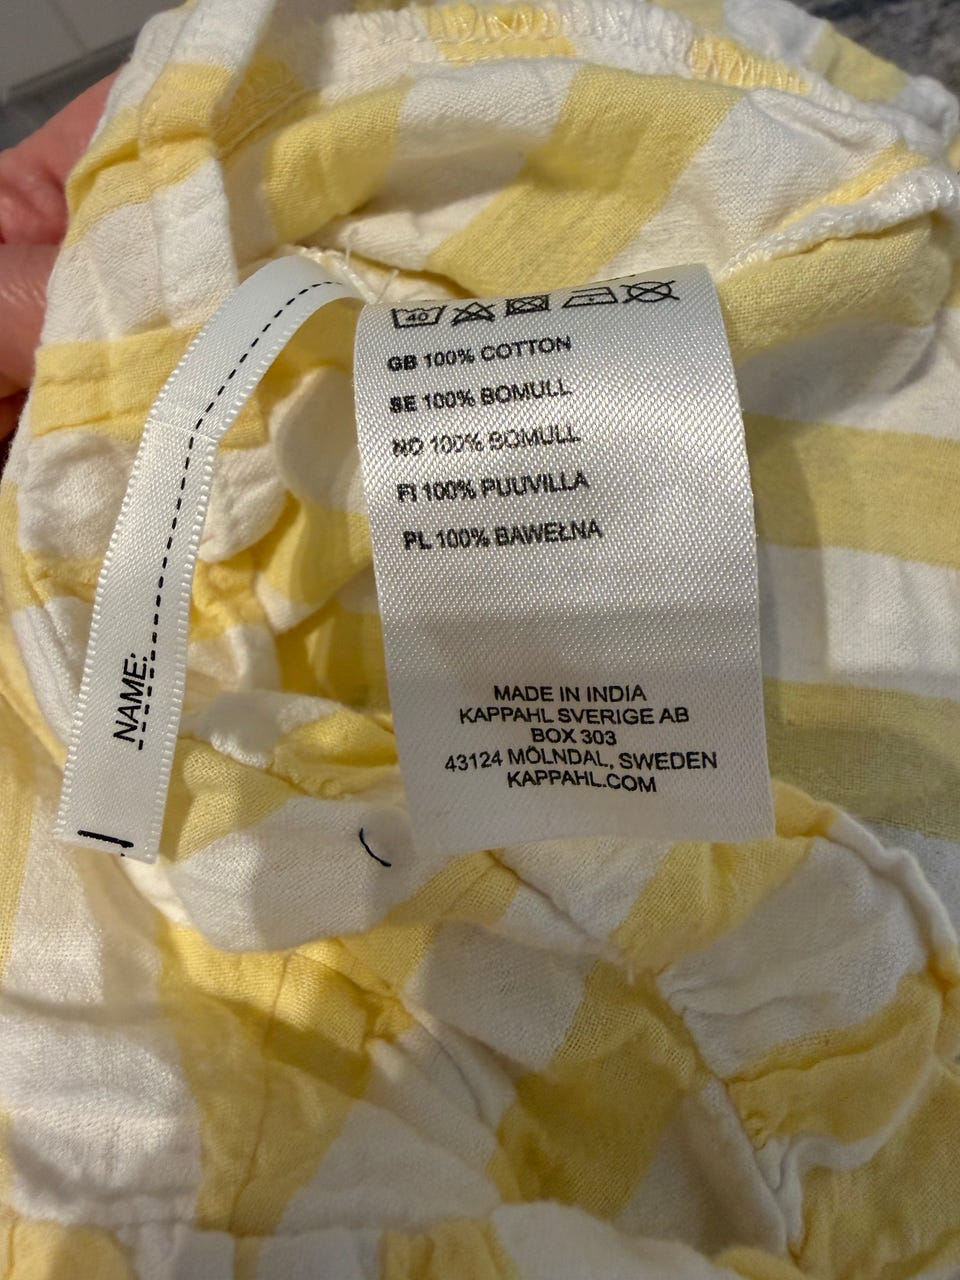 40
GB 100% COTTON
SE 100% BOMULL
NO 100% BOMULL
FI 100% PUUVILLA
PL 100% BAWEŁNA
MADE IN INDIA
KAPPAHL SVERIGE AB
BOX 303
43124 MÖLNDAL, SWEDEN
KAPPAHL.COM
NAME: